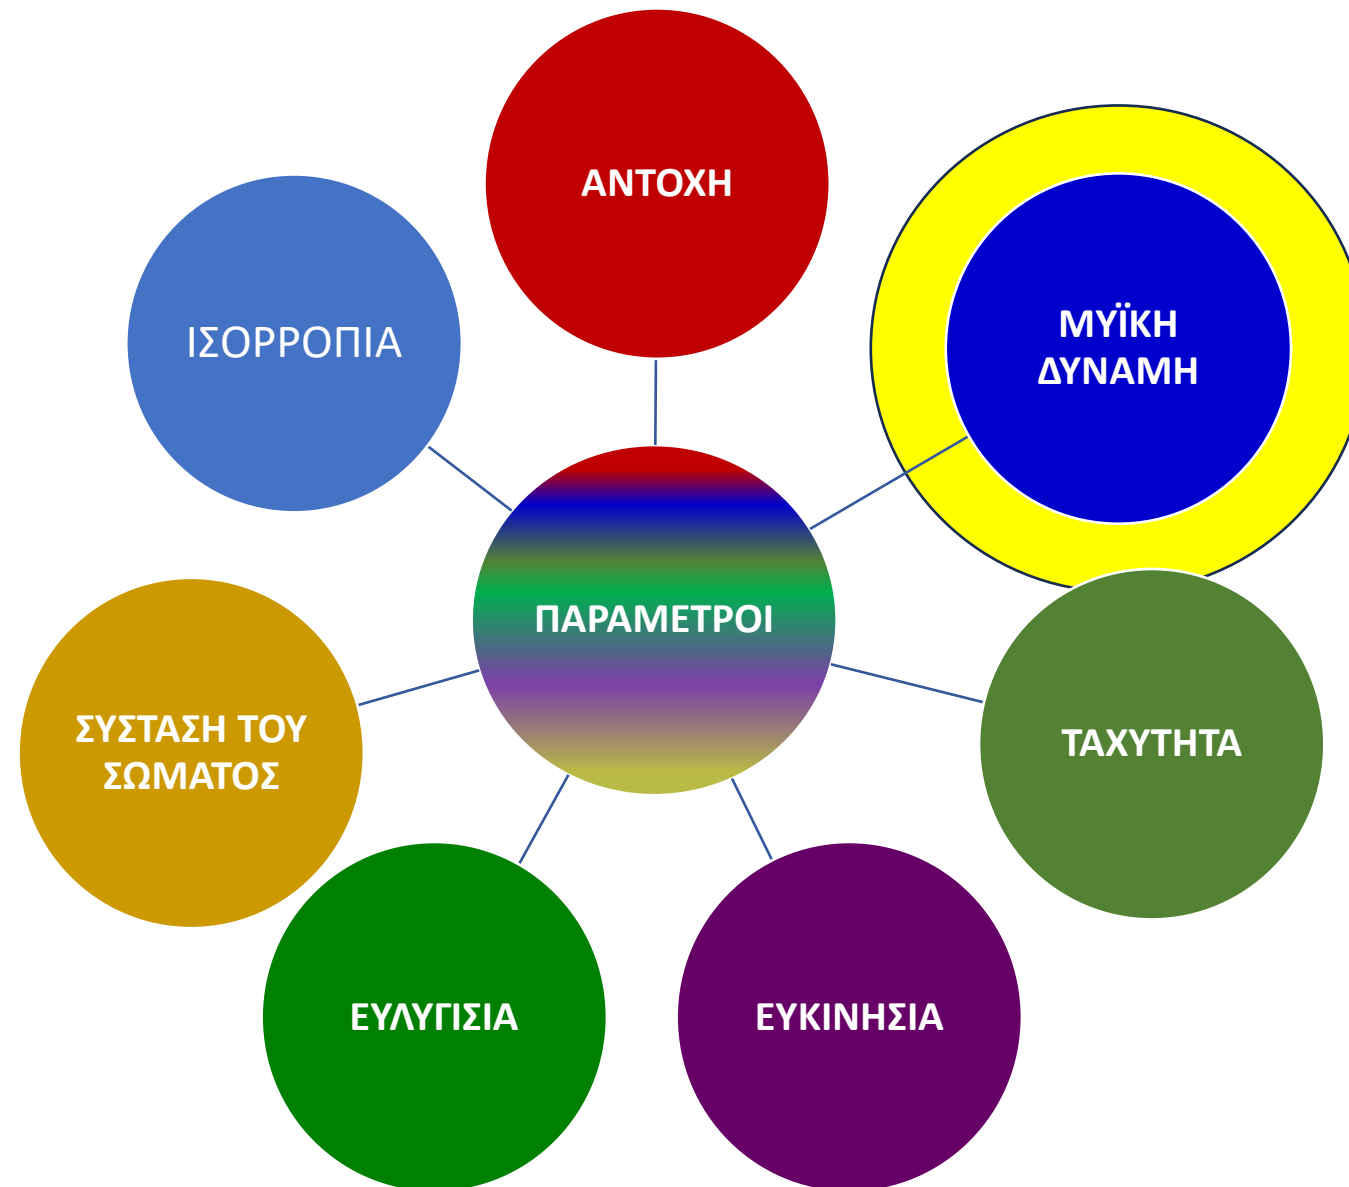 ΑΝΤΟΧΗ
ΜΥΪΚΗ
ΔΥΝΑΜΗ
ΙΣΟΡΡΟΠΙΑ
ΠΑΡΑΜΕΤΡΟΙ
ΤΑΧΥΤΗΤΑ
ΣΥΣΤΑΣΗ ΤΟΥ
ΣΩΜΑΤΟΣ
ΕΥΛΥΓΙΣΙΑ
ΕΥΚΙΝΗΣΙΑ